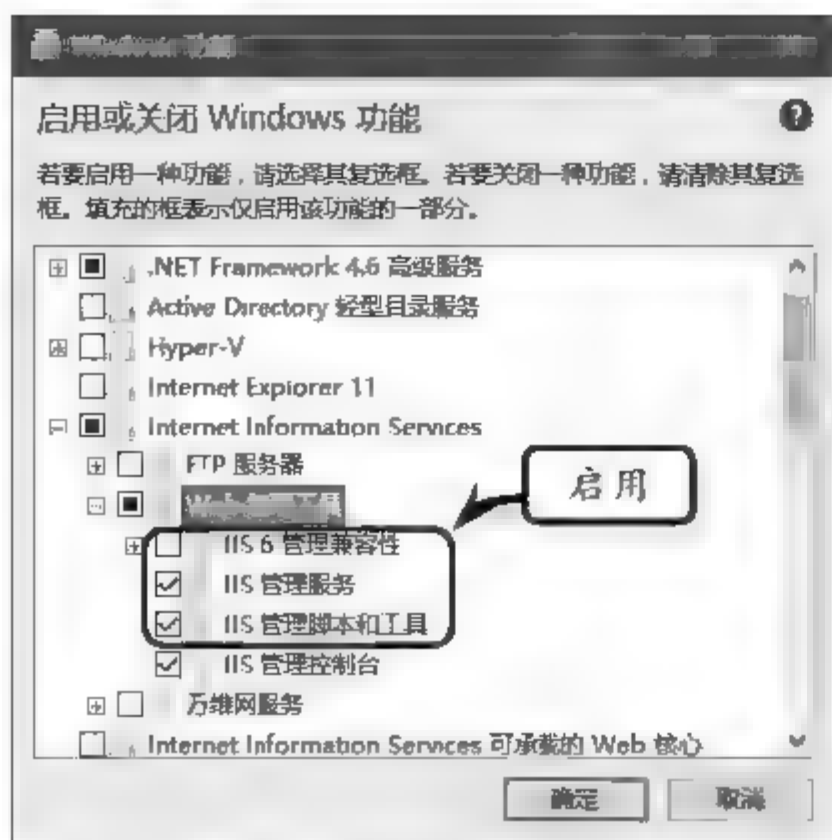 Windows 功能
启用或关闭 Windows 功能
若要启用一种功能，请选择其复选框。若要关闭一种功能，请清除其复选
框。填充的框表示仅启用该功能的一部分。
.NET Framework 4.6 高级服务
Active Directory 轻型目录服务
Hyper-V
Internet Explorer 11
Internet Information Services
FTP 服务器
启用
Web
IIS 6 管理兼容性
IIS 管理服务
IIS 管理脚本和工具
IIS 管理控制台
万维网服务
Internet Information Services 可承载的 Web 核心
确定
取消